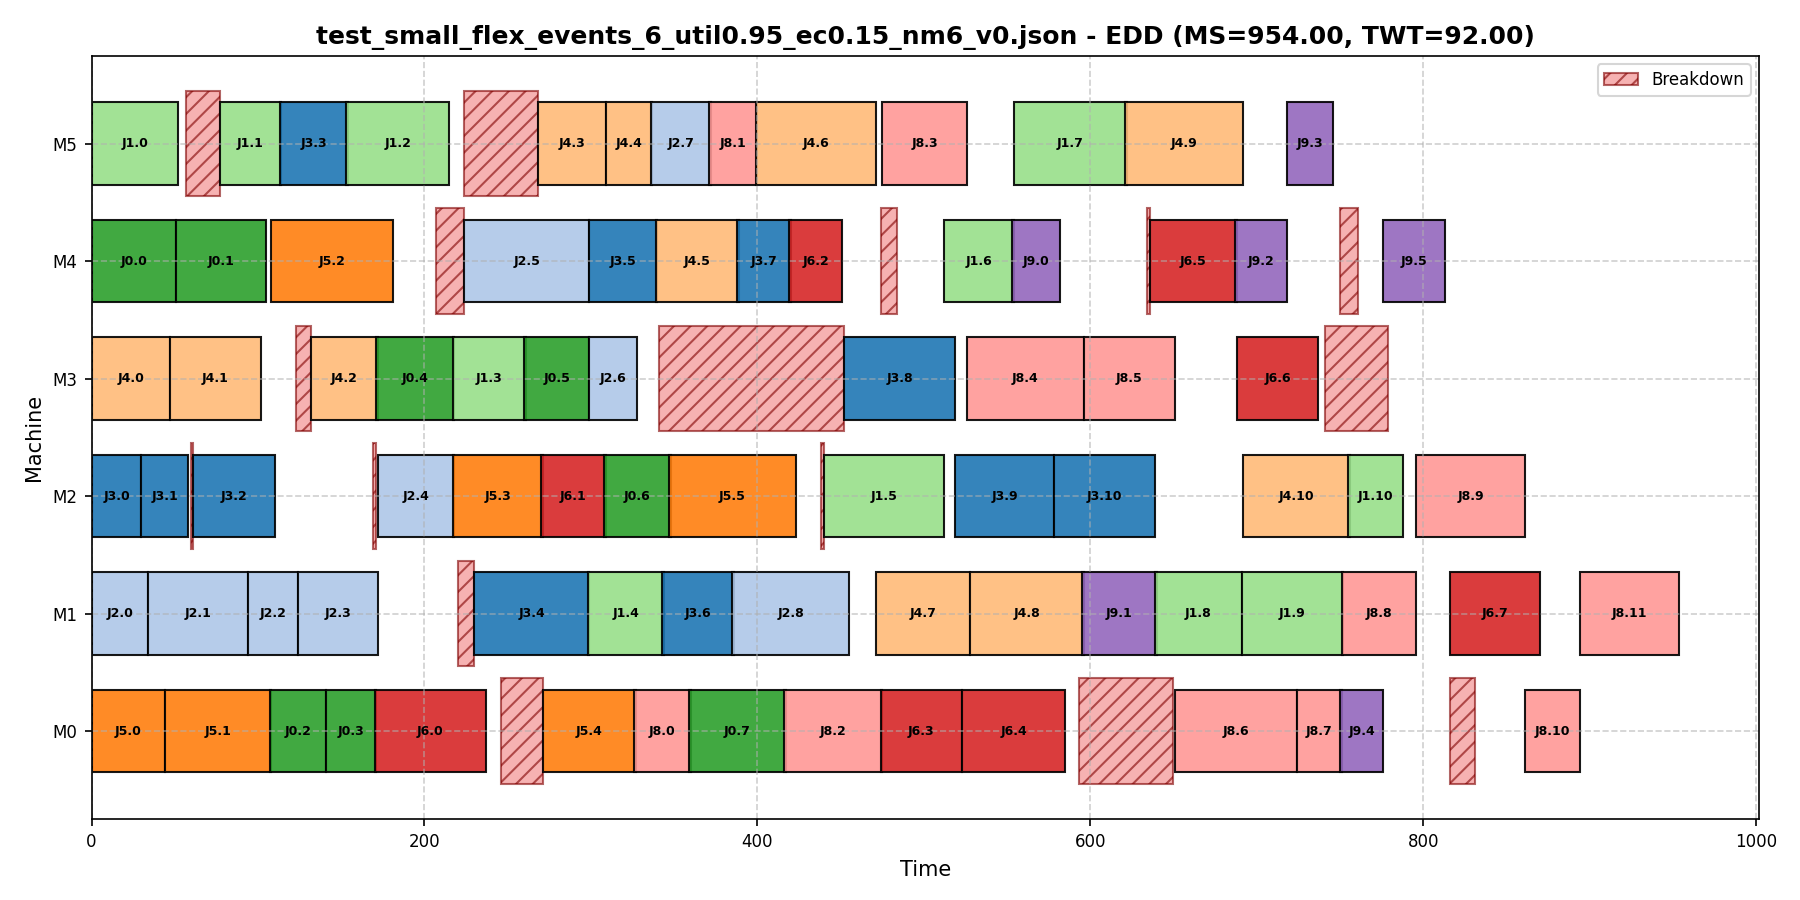 test_small_flex_events_6_util0.95_ec0.15_nm6_v0.json - EDD (MS=954.00, TWT=92.00)
Breakdown
M5
J1.0 J1.1 J3.3 J1.2 J4.3 J4.4 J2.7 J8.1 J4.6 J8.3 J1.7 J4.9 J9.3
M4
J0.0 J0.1 J5.2 J2.5 J3.5 J4.5 J3.7 J6.2 J1.6 J9.0 J6.5 J9.2 J9.5
M3
J4.0 J4.1 J4.2 J0.4 J1.3 J0.5 J2.6 J3.8 J8.4 J8.5 J6.6
M2
J3.0 J3.1 J3.2 J2.4 J5.3 J6.1 J0.6 J5.5 J1.5 J3.9 J3.10 J4.10 J1.10 J8.9
M1
J2.0 J2.1 J2.2 J2.3 J3.4 J1.4 J3.6 J2.8 J4.7 J4.8 J9.1 J1.8 J1.9 J8.8 J6.7 J8.11
M0
J5.0 J5.1 J0.2 J0.3 J6.0 J5.4 J8.0 J0.7 J8.2 J6.3 J6.4 J8.6 J8.7 J9.4 J8.10
Machine
0 200 400 600 800 1000
Time